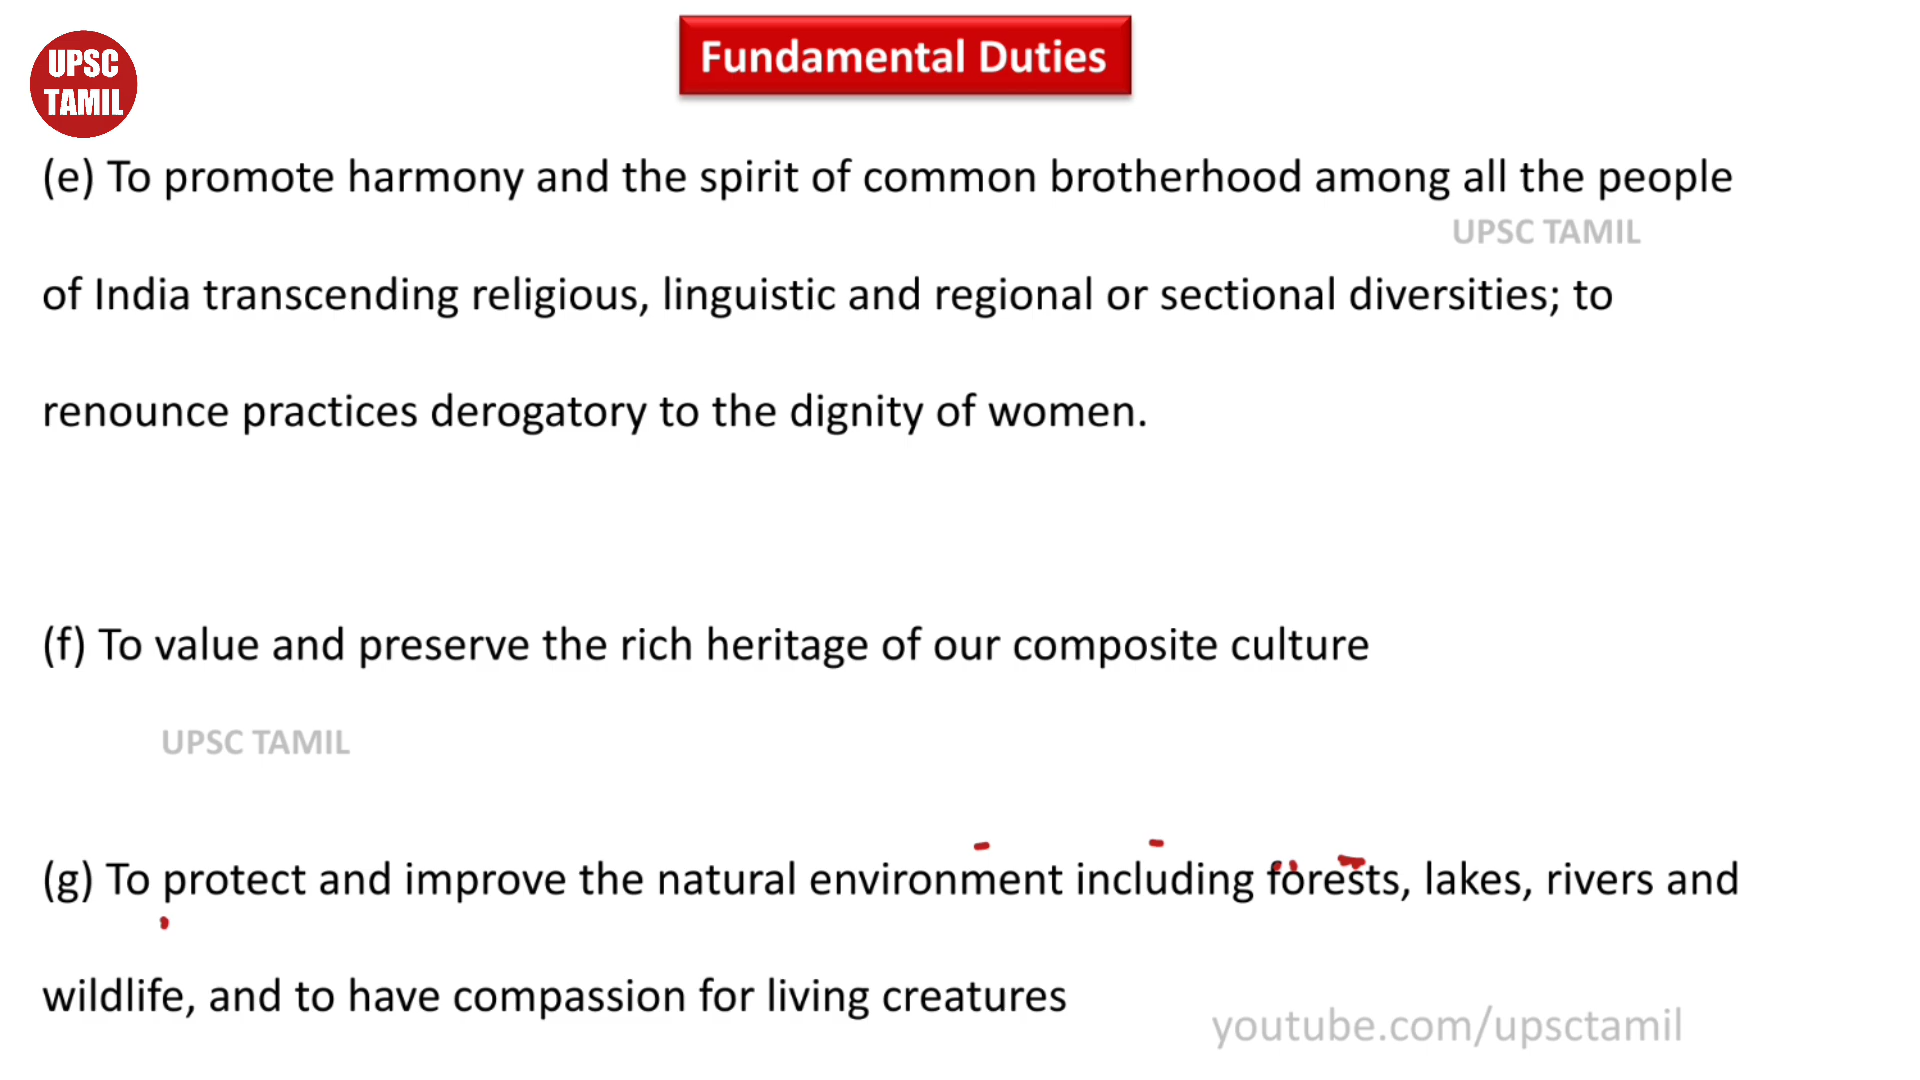 UPSC
TAMIL
Fundamental Duties
(e) To promote harmony and the spirit of common brotherhood among all the people
UPSC TAMIL
of India transcending religious, linguistic and regional or sectional diversities; to
renounce practices derogatory to the dignity of women.
(f) To value and preserve the rich heritage of our composite culture
UPSC TAMIL
(g) To protect and improve the natural environment including forests, lakes, rivers and
wildlife, and to have compassion for living creatures
youtube.com/upsctamil